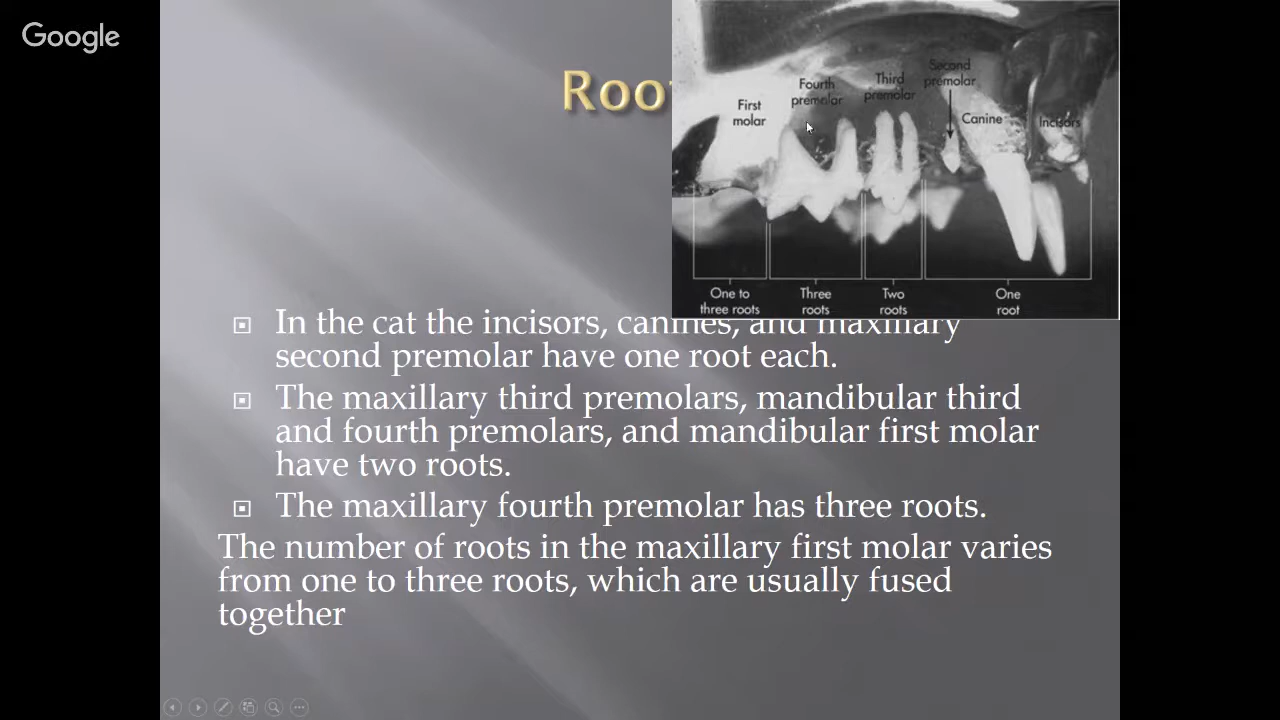 Google
Roo
Second
premolar
Third
premolar
Fourth
premolar
First
molar
Canine
Incisors
One to
three roots
Three
roots
Two
roots
One
root
In the cat the incisors, canines, and maxillary
second premolar have one root each.
The maxillary third premolars, mandibular third
and fourth premolars, and mandibular first molar
have two roots.
The maxillary fourth premolar has three roots.
The number of roots in the maxillary first molar varies
from one to three roots, which are usually fused
together